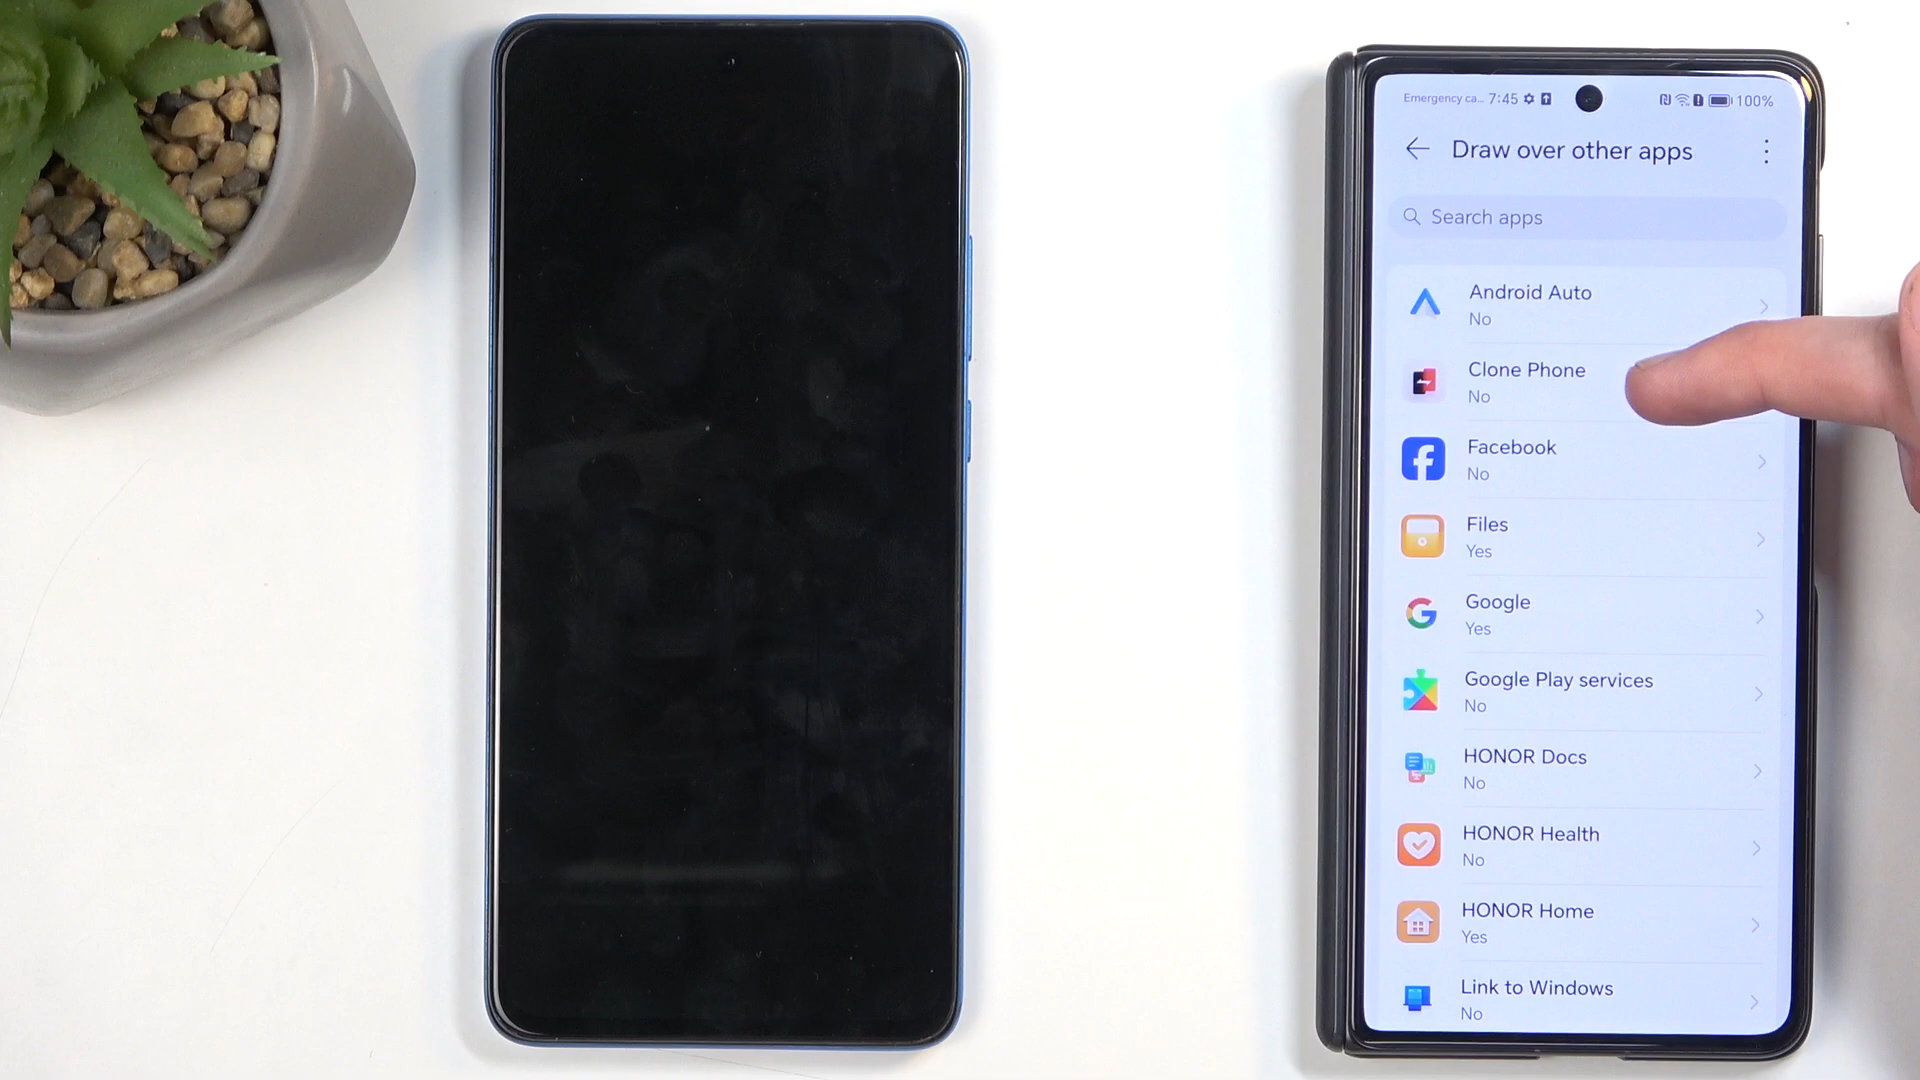 Emergency ca... 7:45 100%
Draw over other apps
Search apps
Android Auto
No
Clone Phone
No
Facebook
No
Files
Yes
Google
Yes
Google Play services
No
HONOR Docs
No
HONOR Health
No
HONOR Home
Yes
Link to Windows
No